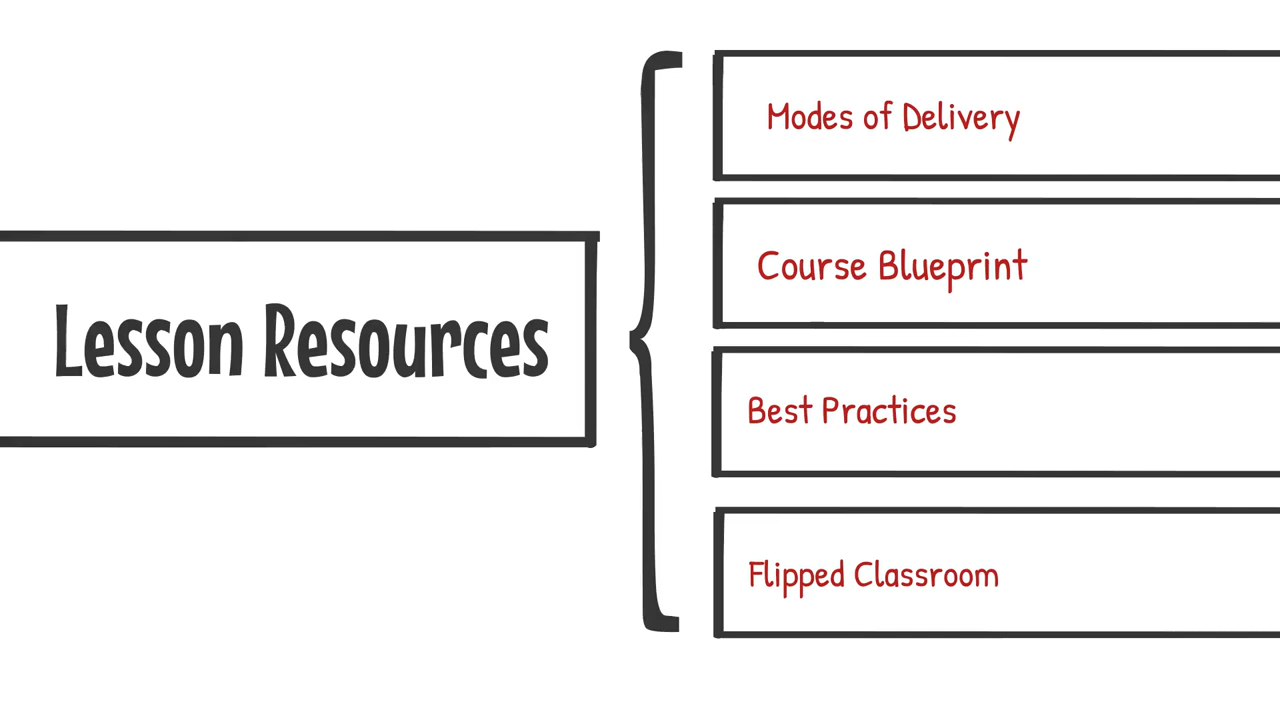 Lesson Resources
Modes of Delivery
Course Blueprint
Best Practices
Flipped Classroom